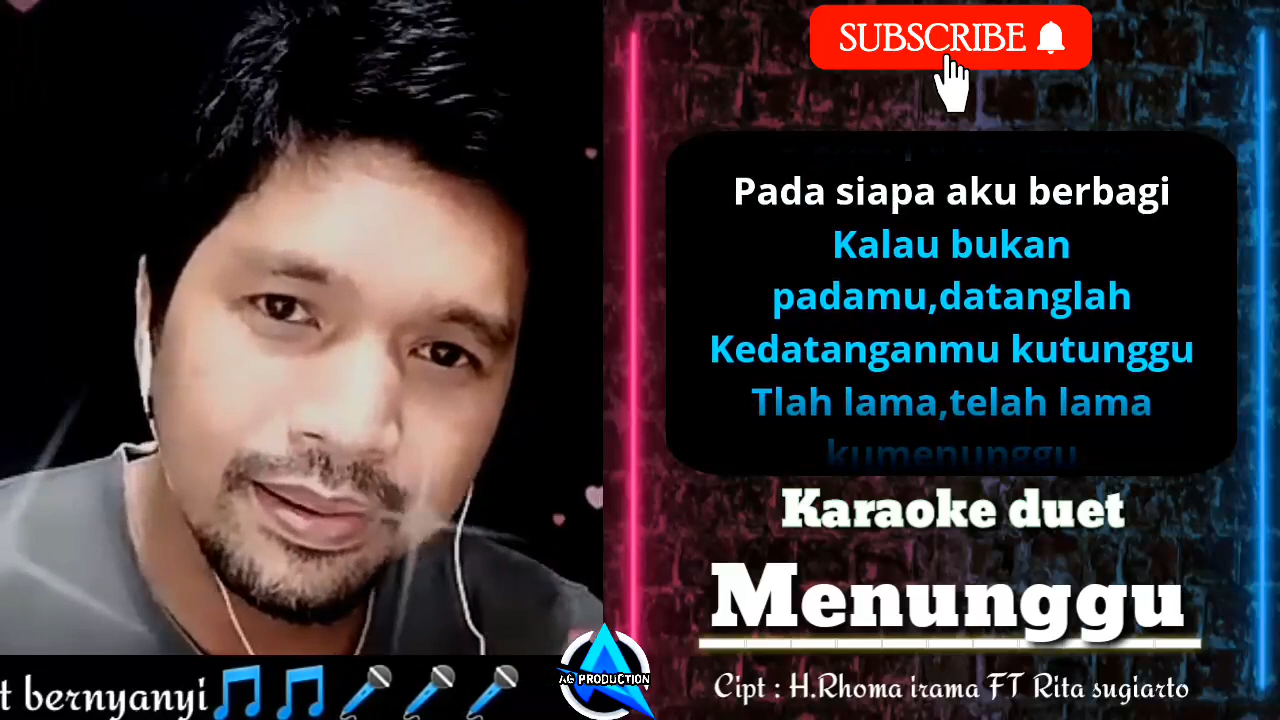 SUBSCRIBE
Pada siapa aku berbagi
Kalau bukan
padamu,datanglah
Kedatanganmu kutunggu
Tlah lama,telah lama
kumenunggu
Karaoke duet
Menunggu
Cipt : H.Rhoma irama FT Rita sugiarto
t bernyanyi
AG PRODUCTION